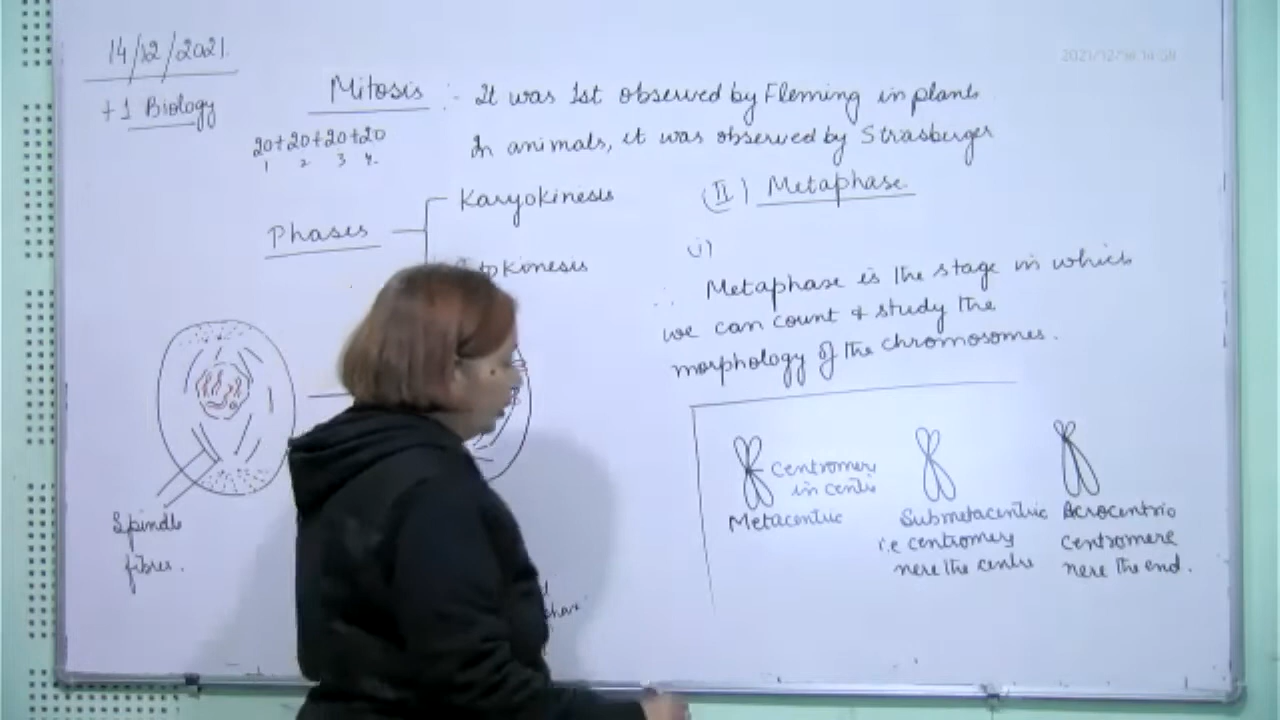 14/12/2021
+1 Biology
Mitosis :- It was 1st observed by Fleming in plants
In animals, it was observed by Strasberger
20+20+20+20
1 2 3 4
Phases
Karyokinesis
kinesis
(II) Metaphase
i)
∴ Metaphase is the stage in which
we can count & study the
morphology of the chromosomes.
Centromere
in centre
Metacentric
Submetacentric
i.e centromere
nere the centre
Acrocentric
centromere
nere the end.
Spindle
fibres.